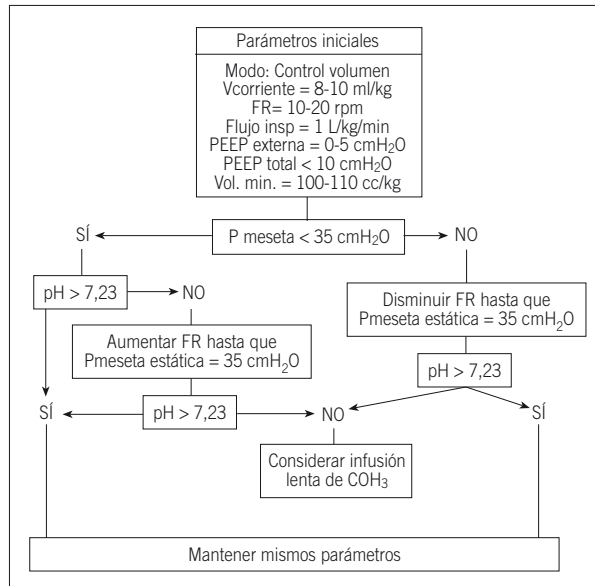 Parámetros iniciales
Modo: Control volumen
Vcorriente = 8-10 ml/kg
FR= 10-20 rpm
Flujo insp = 1 L/kg/min
PEEP externa = 0-5 cmH₂O
PEEP total < 10 cmH₂O
Vol. min. = 100-110 cc/kg
SÍ
P meseta < 35 cmH₂O
NO
pH > 7,23
NO
Disminuir FR hasta que
Pmeseta estática = 35 cmH₂O
Aumentar FR hasta que
Pmeseta estática = 35 cmH₂O
pH > 7,23
SÍ
pH > 7,23
NO
SÍ
Considerar infusión
lenta de COH₃
Mantener mismos parámetros